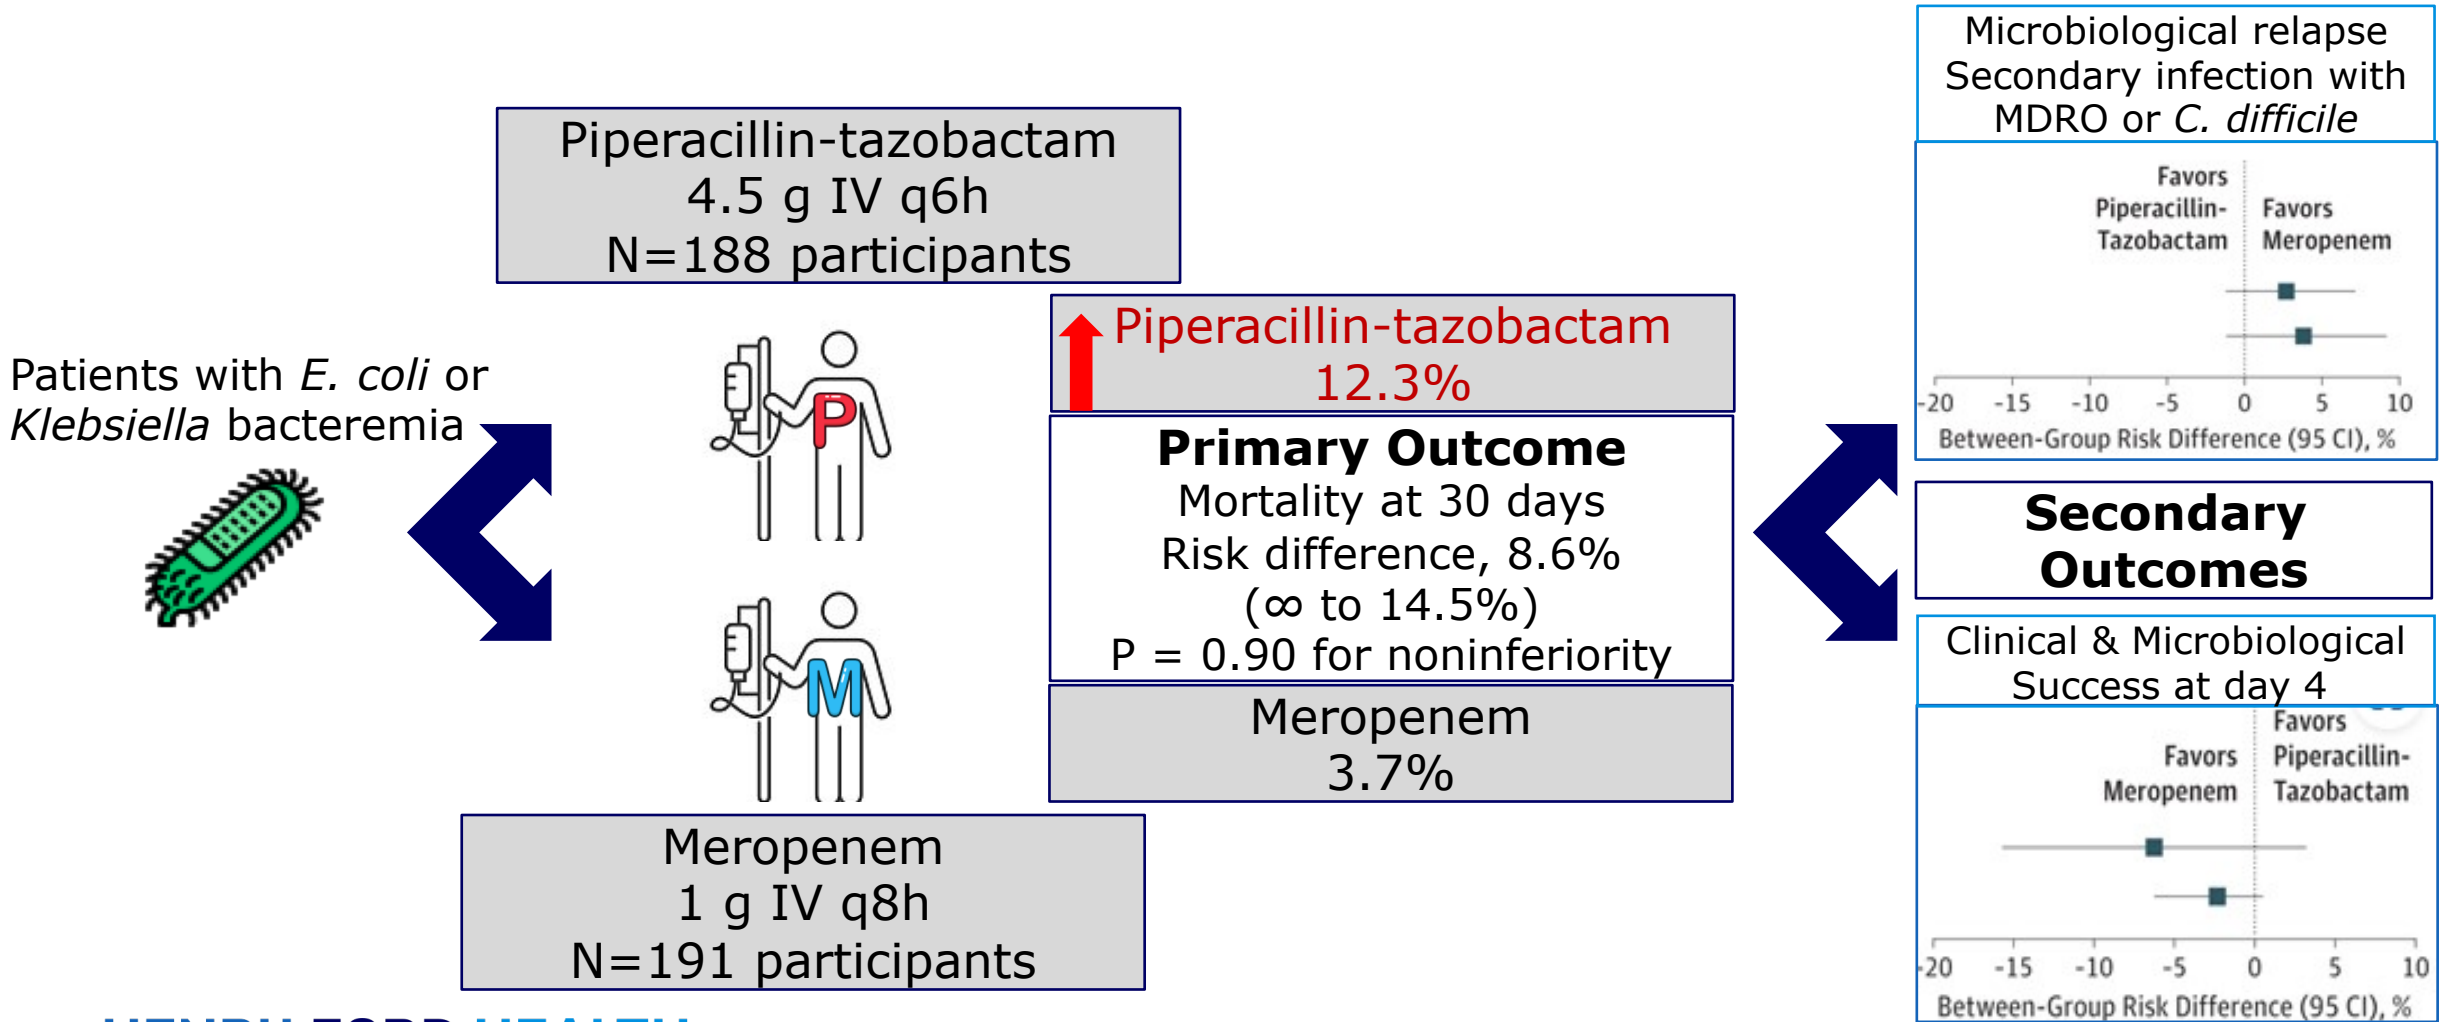 Patients with E. coli or
Klebsiella bacteremia
Piperacillin-tazobactam
4.5 g IV q6h
N=188 participants
P
M
Meropenem
1 g IV q8h
N=191 participants
Piperacillin-tazobactam
12.3%
Primary Outcome
Mortality at 30 days
Risk difference, 8.6%
(∞ to 14.5%)
P = 0.90 for noninferiority
Meropenem
3.7%
Microbiological relapse
Secondary infection with
MDRO or C. difficile
Favors
Piperacillin-
Tazobactam
Favors
Meropenem
-20 -15 -10 -5 0 5 10
Between-Group Risk Difference (95 CI), %
Secondary
Outcomes
Clinical & Microbiological
Success at day 4
Favors
Meropenem
Favors
Piperacillin-
Tazobactam
-20 -15 -10 -5 0 5 10
Between-Group Risk Difference (95 CI), %
HENRY FORD HEALTH